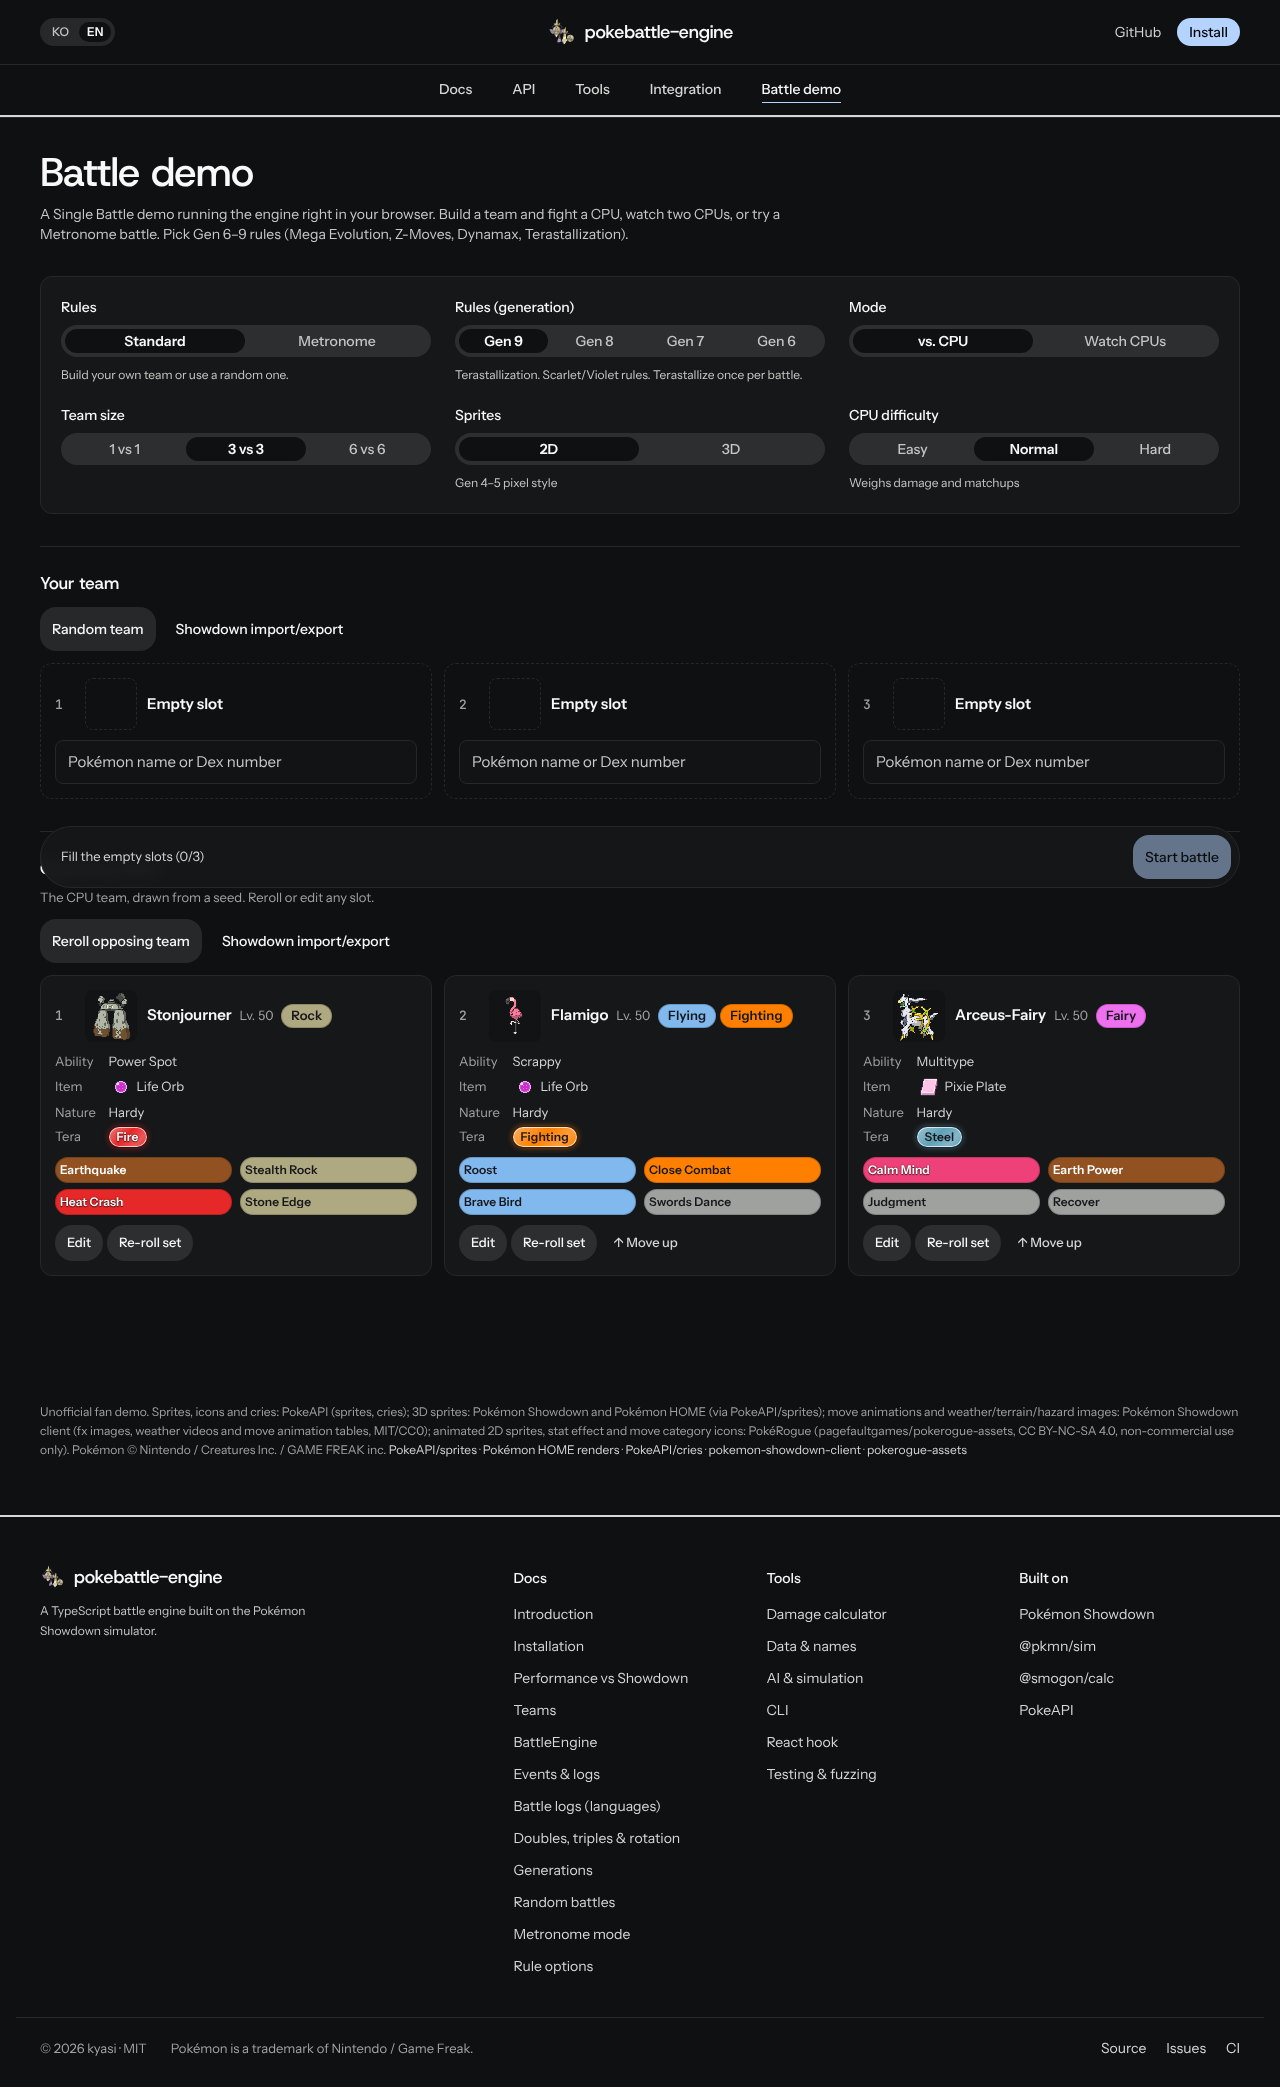 KO EN
pokebattle-engine
GitHub Install
Docs API Tools Integration Battle demo
Battle demo
A Single Battle demo running the engine right in your browser. Build a team and fight a CPU, watch two CPUs, or try a
Metronome battle. Pick Gen 6–9 rules (Mega Evolution, Z-Moves, Dynamax, Terastallization).
Rules
Standard Metronome
Build your own team or use a random one.
Rules (generation)
Gen 9 Gen 8 Gen 7 Gen 6
Terastallization. Scarlet/Violet rules. Terastallize once per battle.
Mode
vs. CPU Watch CPUs
Team size
1 vs 1 3 vs 3 6 vs 6
Sprites
2D 3D
Gen 4–5 pixel style
CPU difficulty
Easy Normal Hard
Weighs damage and matchups
Your team
Random team Showdown import/export
1 Empty slot
Pokémon name or Dex number
2 Empty slot
Pokémon name or Dex number
3 Empty slot
Pokémon name or Dex number
Fill the empty slots (0/3) Start battle
The CPU team, drawn from a seed. Reroll or edit any slot.
Reroll opposing team Showdown import/export
1 Stonjourner Lv. 50 Rock
Ability Power Spot
Item Life Orb
Nature Hardy
Tera Fire
Earthquake Stealth Rock
Heat Crash Stone Edge
Edit Re-roll set
2 Flamigo Lv. 50 Flying Fighting
Ability Scrappy
Item Life Orb
Nature Hardy
Tera Fighting
Roost Close Combat
Brave Bird Swords Dance
Edit Re-roll set ↑ Move up
3 Arceus-Fairy Lv. 50 Fairy
Ability Multitype
Item Pixie Plate
Nature Hardy
Tera Steel
Calm Mind Earth Power
Judgment Recover
Edit Re-roll set ↑ Move up
Unofficial fan demo. Sprites, icons and cries: PokeAPI (sprites, cries); 3D sprites: Pokémon Showdown and Pokémon HOME (via PokeAPI/sprites); move animations and weather/terrain/hazard images: Pokémon Showdown
client (fx images, weather videos and move animation tables, MIT/CC0); animated 2D sprites, stat effect and move category icons: PokéRogue (pagefaultgames/pokerogue-assets, CC BY-NC-SA 4.0, non-commercial use
only). Pokémon © Nintendo / Creatures Inc. / GAME FREAK inc. PokeAPI/sprites · Pokémon HOME renders · PokeAPI/cries · pokemon-showdown-client · pokerogue-assets
pokebattle-engine
A TypeScript battle engine built on the Pokémon
Showdown simulator.
Docs
Introduction
Installation
Performance vs Showdown
Teams
BattleEngine
Events & logs
Battle logs (languages)
Doubles, triples & rotation
Generations
Random battles
Metronome mode
Rule options
Tools
Damage calculator
Data & names
AI & simulation
CLI
React hook
Testing & fuzzing
Built on
Pokémon Showdown
@pkmn/sim
@smogon/calc
PokeAPI
© 2026 kyasi · MIT Pokémon is a trademark of Nintendo / Game Freak.
Source Issues CI